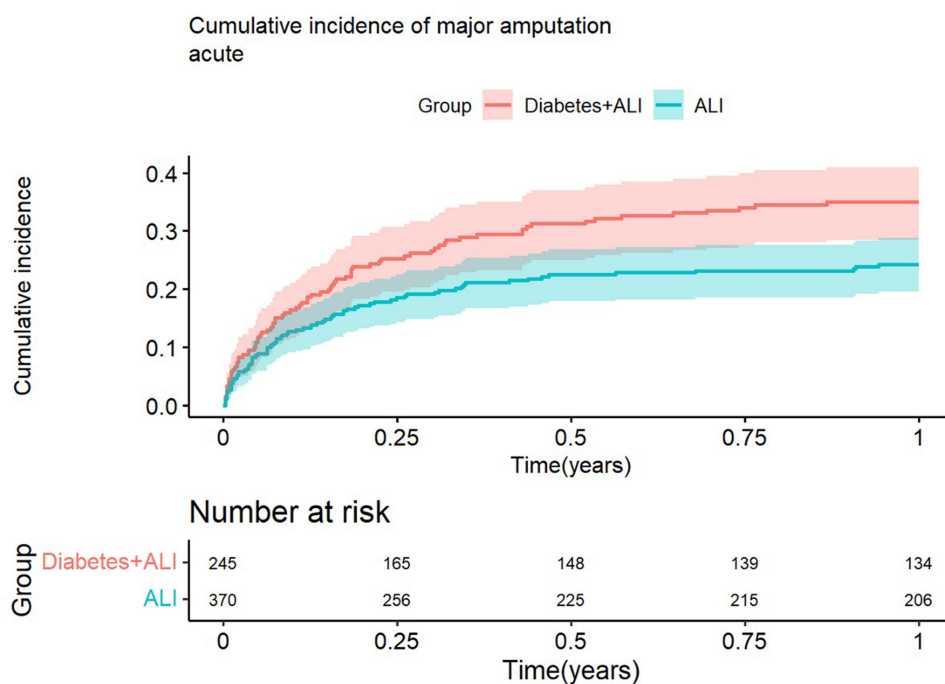 Cumulative incidence of major amputation
acute
Group Diabetes+ALI ALI
Cumulative incidence
0.4
0.3
0.2
0.1
0.0
0 0.25 0.5 0.75 1
Time(years)
Number at risk
Group
Diabetes+ALI 245 165 148 139 134
ALI 370 256 225 215 206
0 0.25 0.5 0.75 1
Time(years)